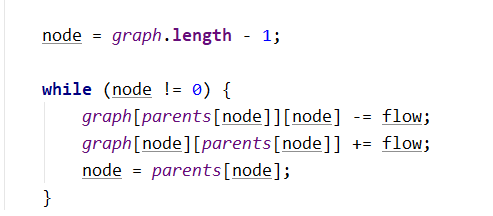 node = graph.length - 1;
while (node != 0) {
graph[parents[node]][node] -= flow;
graph[node][parents[node]] += flow;
node = parents[node];
}